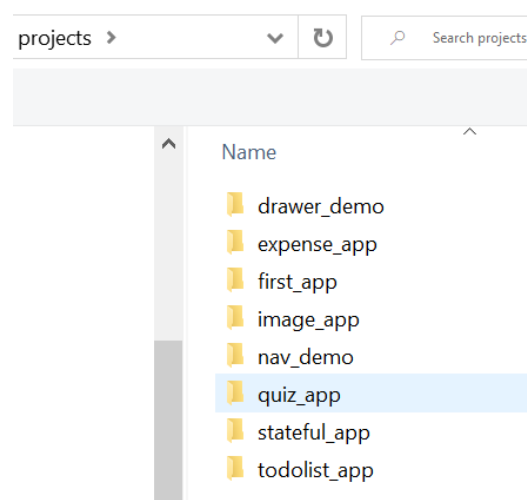 projects
Search projects
Name
drawer_demo
expense_app
first_app
image_app
nav_demo
quiz_app
stateful_app
todolist_app